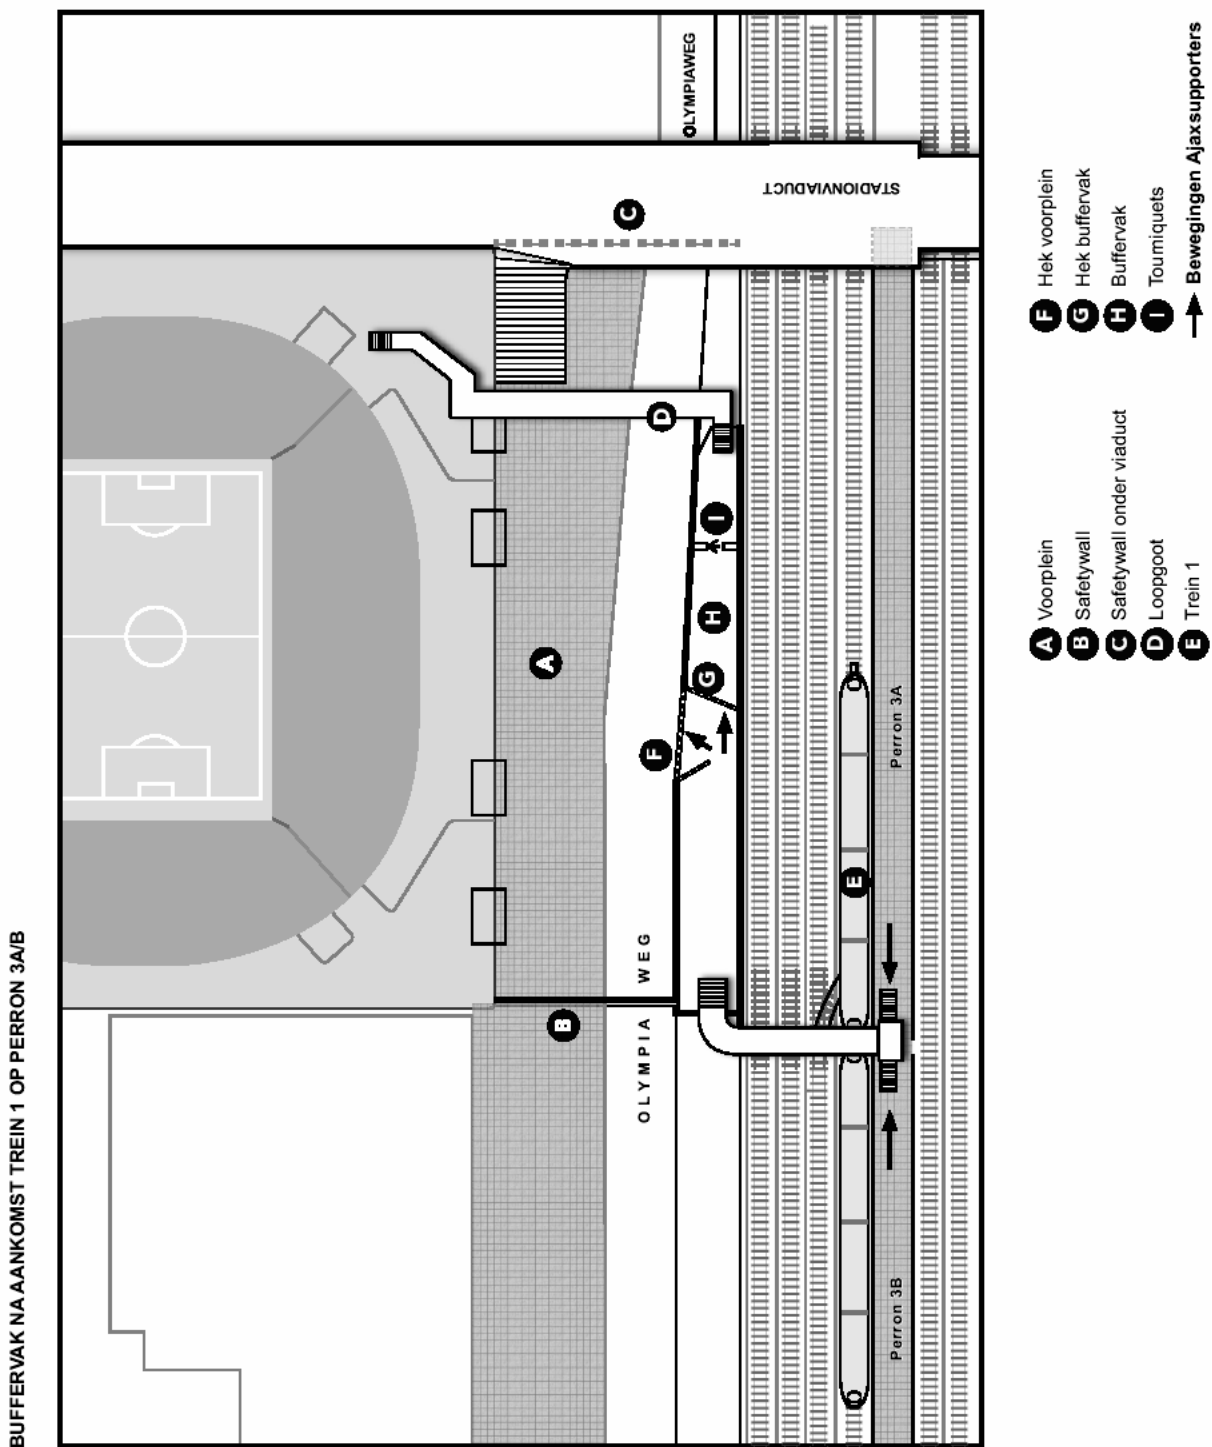 BUFFERVAK NA AANKOMST TREIN 1 OP PERRON 3A/B
OLYMPIAWEG
STADIONVIADUCT
C
D
I
H
A
G
F
E
B
OLYMPIA WEG
Perron 3A
Perron 3B
A Voorplein
B Safetywall
C Safetywall onder viaduct
D Loopgoot
E Trein 1
F Hek voorplein
G Hek buffervak
H Buffervak
I Tourniquets
Bewegingen Ajaxsupporters